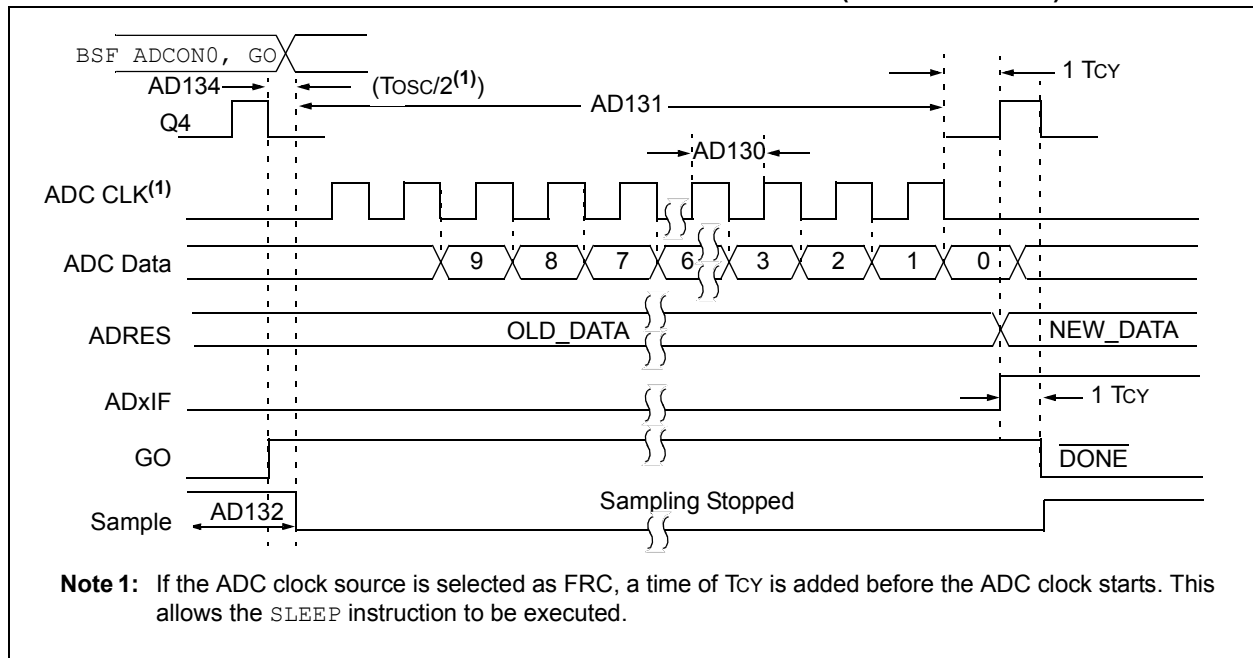 BSF ADCON0, GO
AD134 (TOSC/2(1)) 1 TCY
AD131
Q4
AD130
ADC CLK(1)
ADC Data 9 8 7 6 3 2 1 0
ADRES OLD_DATA NEW_DATA
ADxIF 1 TCY
GO DONE
Sample AD132 Sampling Stopped
Note 1: If the ADC clock source is selected as FRC, a time of TCY is added before the ADC clock starts. This
allows the SLEEP instruction to be executed.